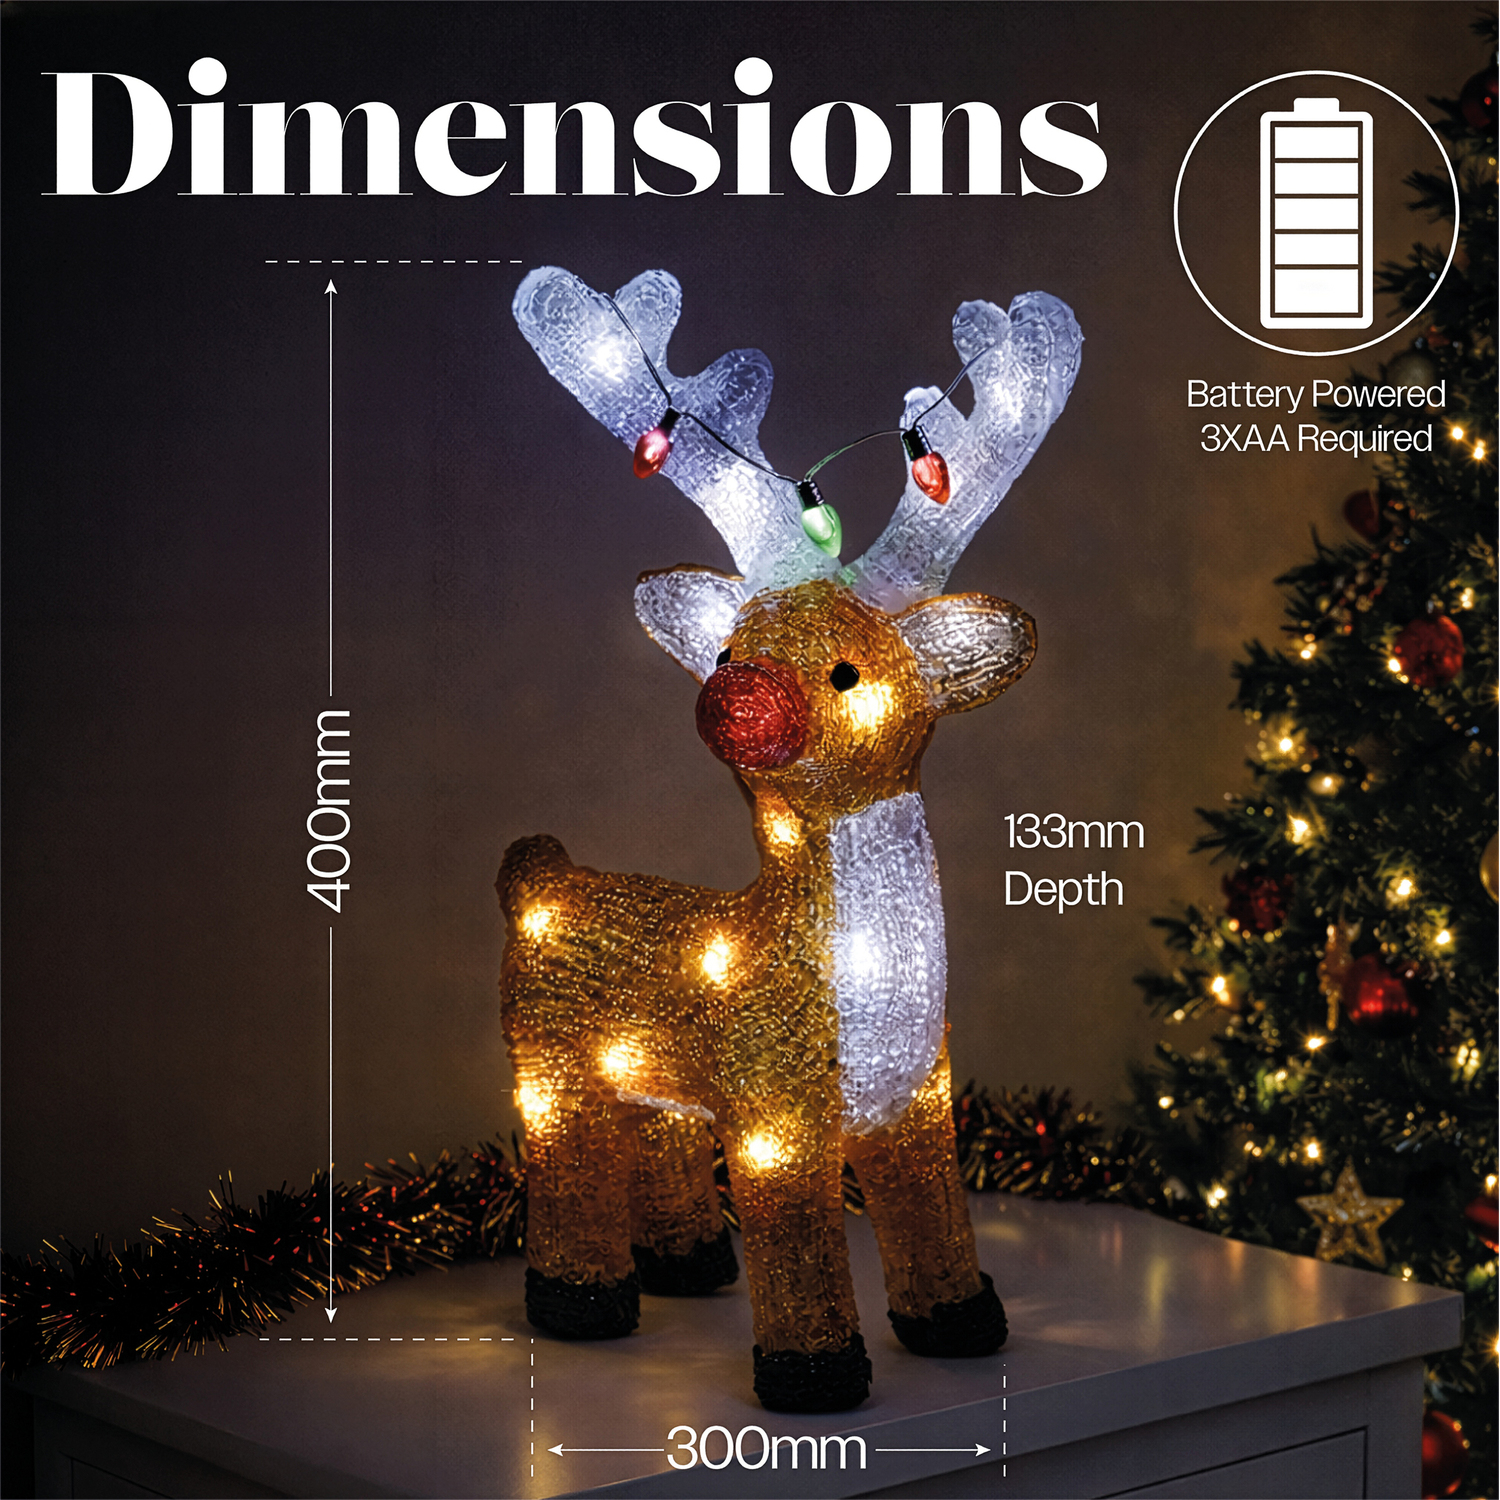 Dimensions
Battery Powered
3XAA Required
400mm
133mm
Depth
300mm